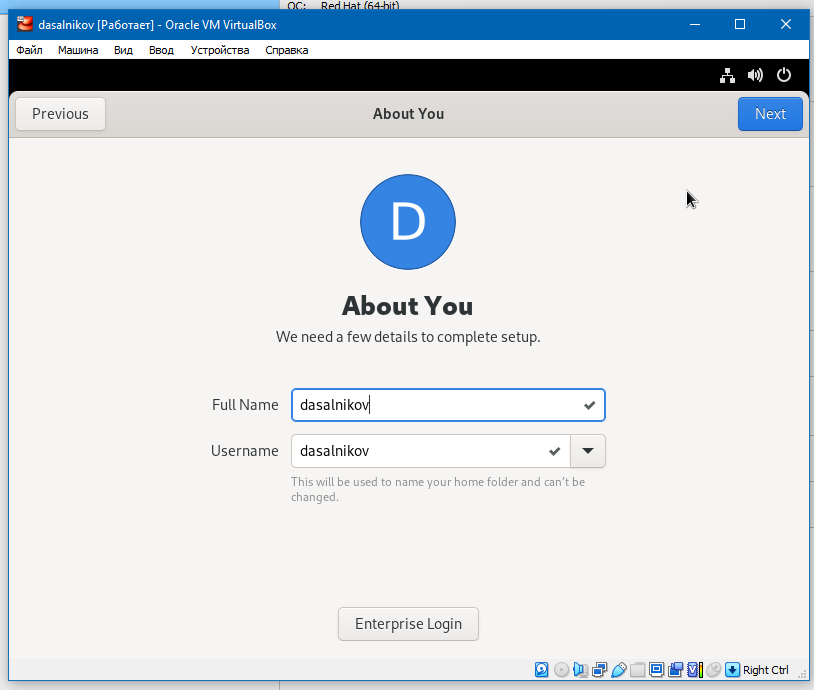 ОС: Red Hat (64-bit)
dasalnikov [Работает] - Oracle VM VirtualBox
Файл Машина Вид Ввод Устройства Справка
Previous About You Next
D
About You
We need a few details to complete setup.
Full Name dasalnikov
Username dasalnikov
This will be used to name your home folder and can't be
changed.
Enterprise Login
Right Ctrl